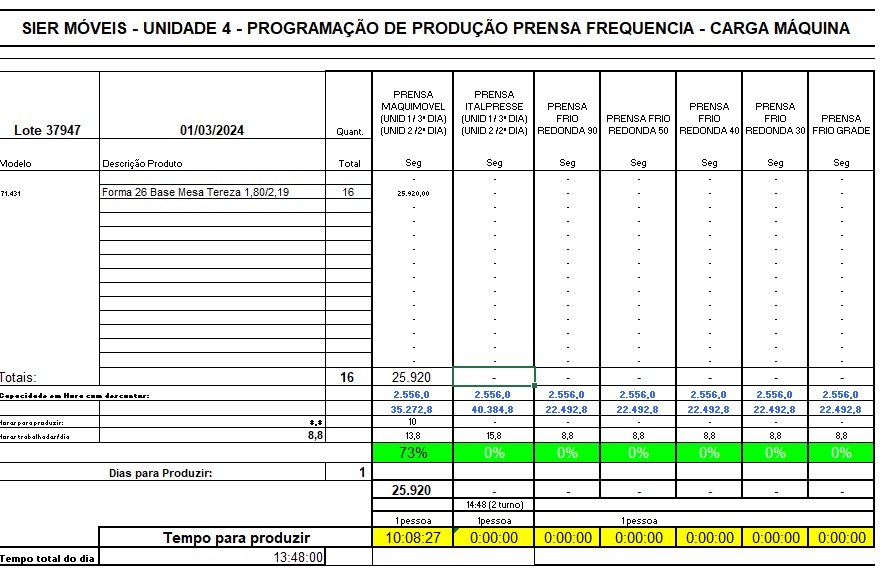 SIER MÓVEIS - UNIDADE 4 - PROGRAMAÇÃO DE PRODUÇÃO PRENSA FREQUENCIA - CARGA MÁQUINA
Lote 37947 01/03/2024 Quant. PRENSA MAQUIMOVEL (UNID 1 / 3ª DIA) (UNID 2 /2ª DIA) PRENSA ITALPRESSE (UNID 1 / 3ª DIA) (UNID 2 /2ª DIA) PRENSA FRIO REDONDA 90 PRENSA FRIO REDONDA 50 PRENSA FRIO REDONDA 40 PRENSA FRIO REDONDA 30 PRENSA FRIO GRADE
Modelo Descrição Produto Total Seg Seg Seg Seg Seg Seg Seg
- - - - - - -
71.431 Forma 26 Base Mesa Tereza 1,80/2,19 16 25.920,00 - - - - - -
- - - - - - -
- - - - - - -
- - - - - - -
- - - - - - -
- - - - - - -
- - - - - - -
- - - - - - -
- - - - - - -
- - - - - - -
- - - - - - -
- - - - - - -
- - - - - - -
Totais: 16 25.920 - - - - - -
Capacidade em Hora com descontar: 2.556,0 2.556,0 2.556,0 2.556,0 2.556,0 2.556,0 2.556,0
35.272,8 40.384,8 22.492,8 22.492,8 22.492,8 22.492,8 22.492,8
Horas para produzir: 8,8 10 - - - - - -
Horas trabalhadas/dia 8,8 13,8 15,8 8,8 8,8 8,8 8,8 8,8
73% 0% 0% 0% 0% 0% 0%
Dias para Produzir: 1
25.920 - - - - - -
14:48 (2 turno)
1 pessoa 1 pessoa 1 pessoa
Tempo para produzir 10:08:27 0:00:00 0:00:00 0:00:00 0:00:00 0:00:00 0:00:00
Tempo total do dia 13:48:00